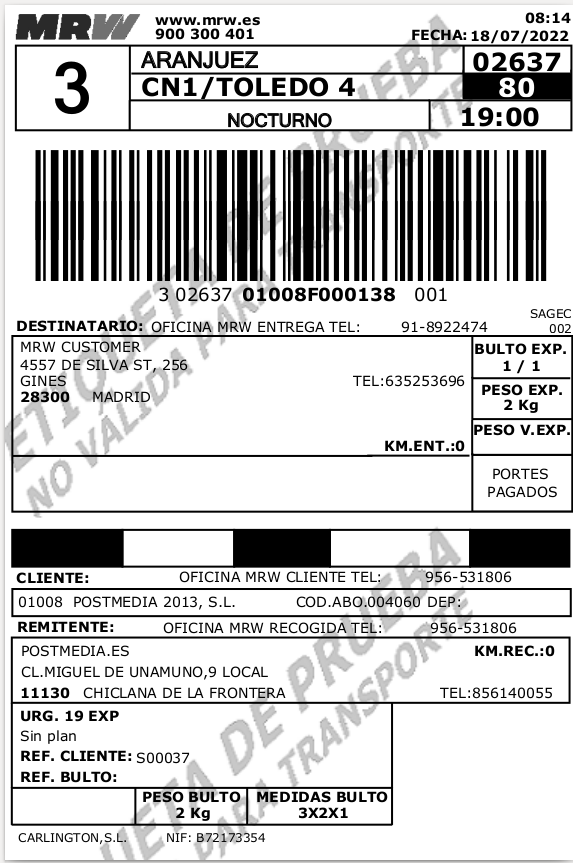 MRW www.mrw.es 08:14
900 300 401 FECHA: 18/07/2022
3 ARANJUEZ 02637
CN1/TOLEDO 4 80
NOCTURNO 19:00
3 02637 01008F000138 001
SAGEC
DESTINATARIO: OFICINA MRW ENTREGA TEL: 91-8922474 002
MRW CUSTOMER
4557 DE SILVA ST, 256
GINES TEL:635253696
28300 MADRID
KM.ENT.:0
BULTO EXP.
1 / 1
PESO EXP.
2 Kg
PESO V.EXP.
PORTES
PAGADOS
ETIQUETA DE PRUEBA
NO VÁLIDA PARA TRANSPORTE
CLIENTE: OFICINA MRW CLIENTE TEL: 956-531806
01008 POSTMEDIA 2013, S.L. COD.ABO.004060 DEP:
REMITENTE: OFICINA MRW RECOGIDA TEL: 956-531806
POSTMEDIA.ES KM.REC.:0
CL.MIGUEL DE UNAMUNO,9 LOCAL
11130 CHICLANA DE LA FRONTERA TEL:856140055
URG. 19 EXP
Sin plan
REF. CLIENTE: S00037
REF. BULTO:
PESO BULTO MEDIDAS BULTO
2 Kg 3X2X1
CARLINGTON,S.L. NIF: B72173354
UETA DE PRUEBA
PARA TRANSPORTE